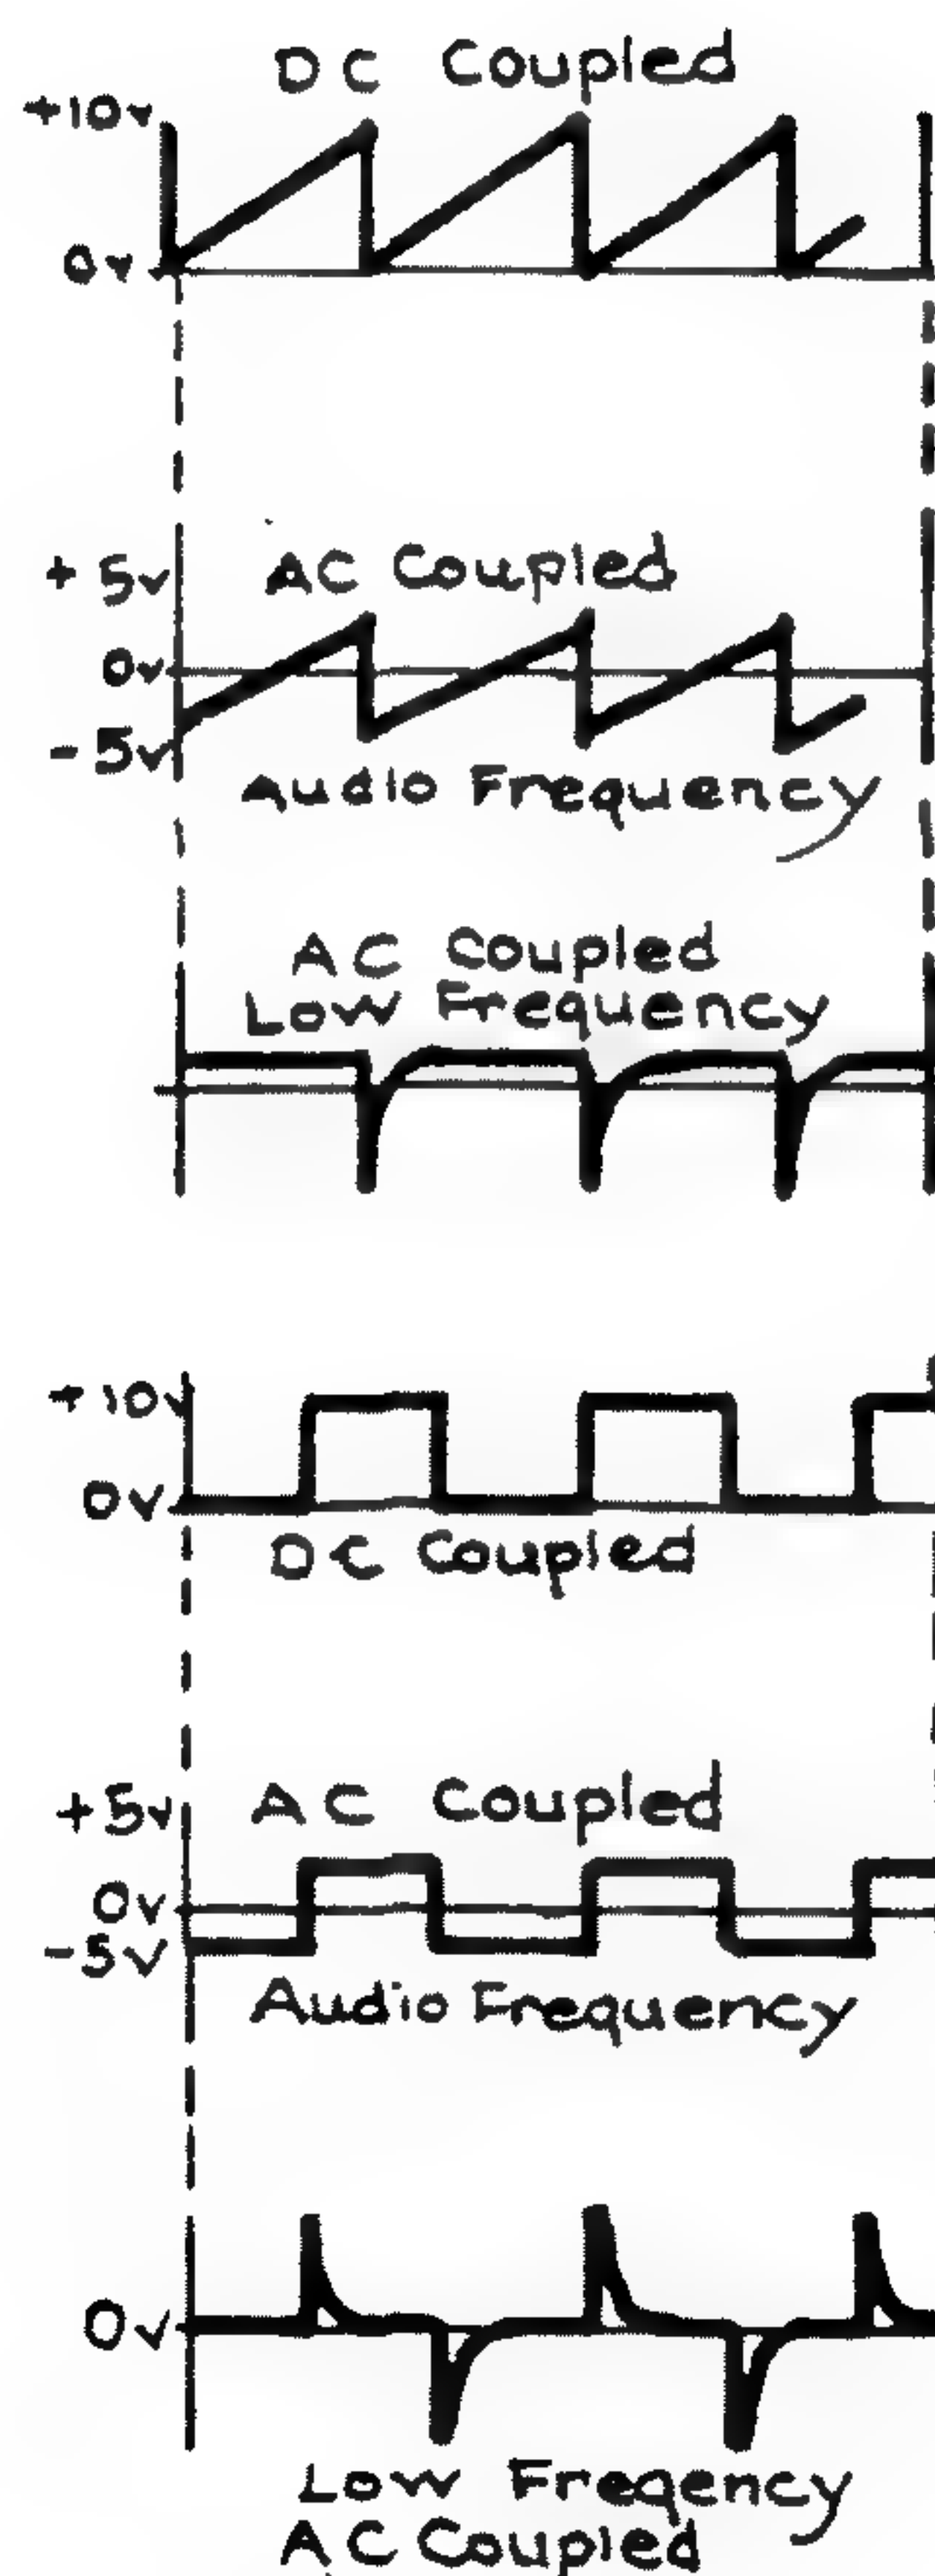 DC Coupled
+10v
0v
+5v
AC Coupled
0v
-5v
Audio Frequency
AC Coupled
Low Frequency
+10v
0v
DC Coupled
+5v
AC Coupled
0v
-5v
Audio Frequency
0v
Low Freqency
AC Coupled